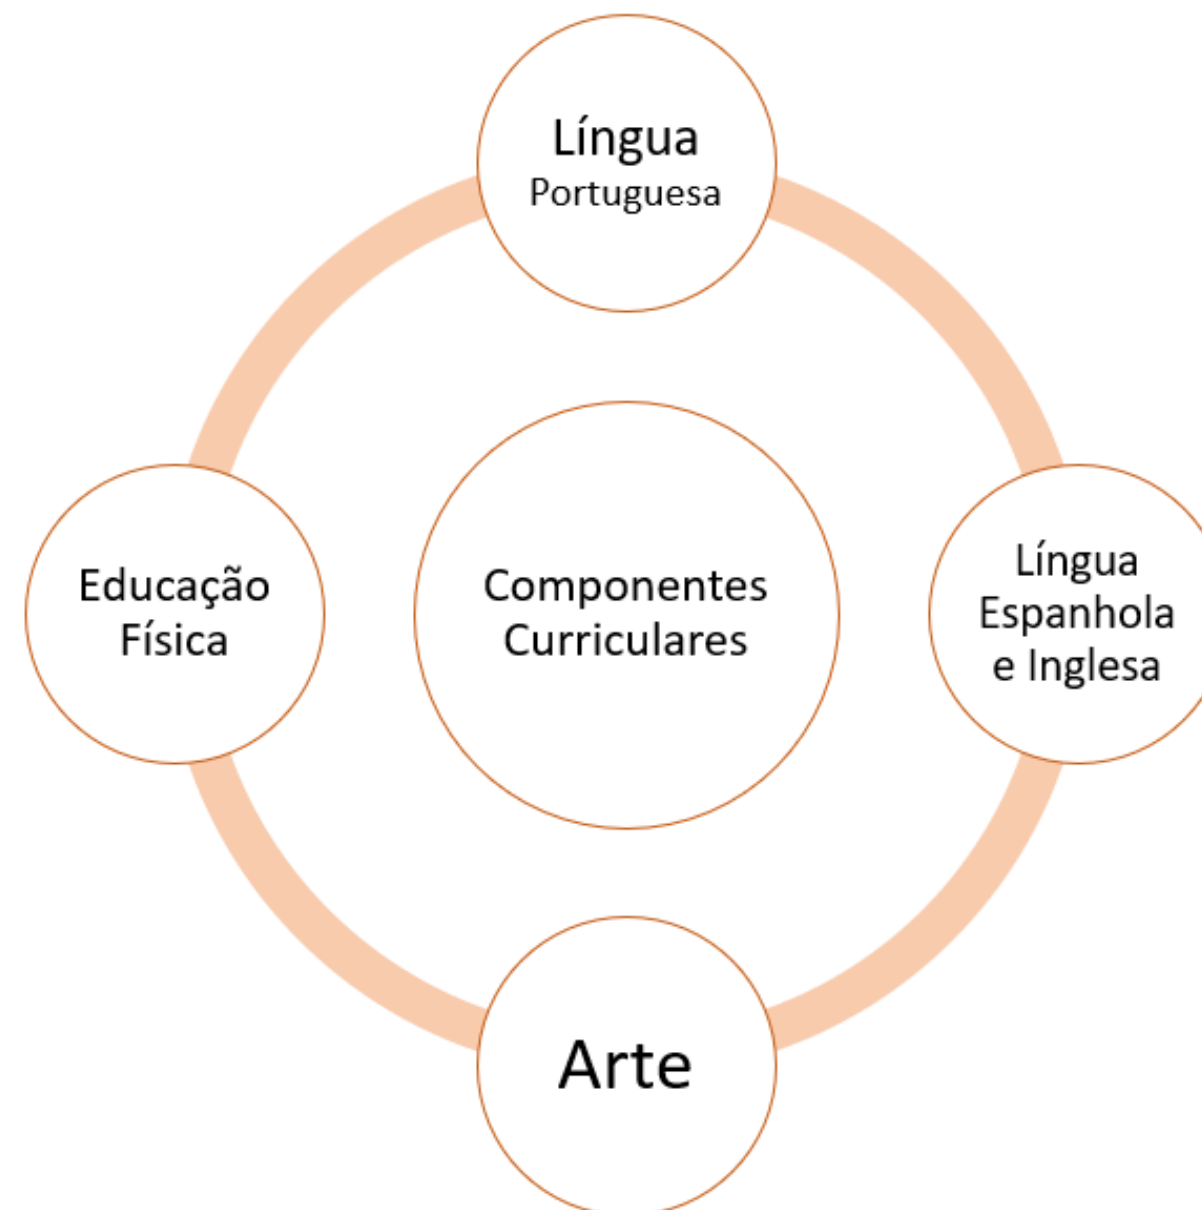 Língua
Portuguesa
Educação
Física
Componentes
Curriculares
Língua
Espanhola
e Inglesa
Arte